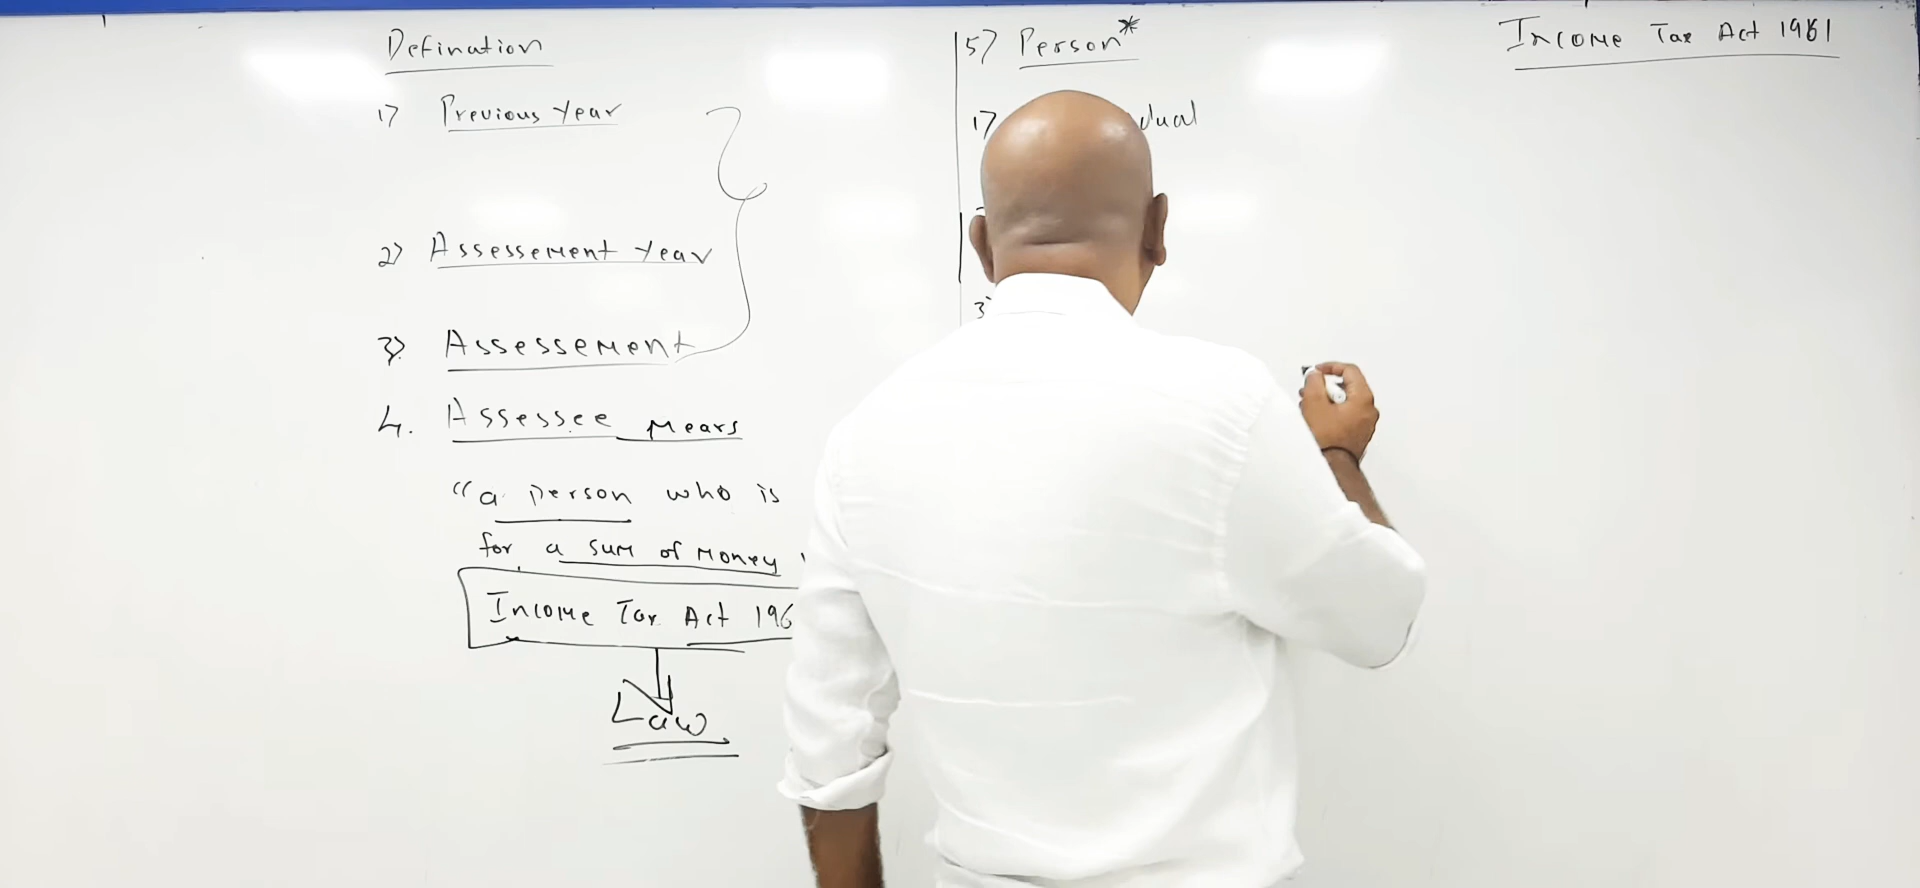 Defination
1) Previous Year
2) Assessement Year
3) Assessement
4. Assessee Means
"a person who is
for a sum of Money
Income Tax Act 196
Law
5) Person*
1) dual
3)
Income Tax Act 1961